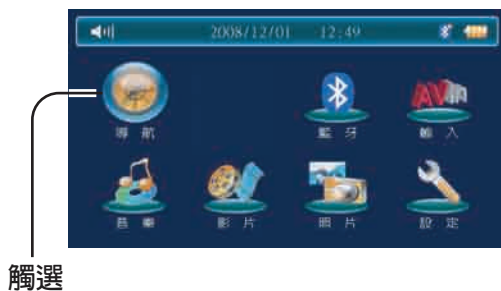 2008/12/01 12:49
導 航
藍 牙
AV in
輸 入
音 樂
影 片
照 片
設 定
觸選